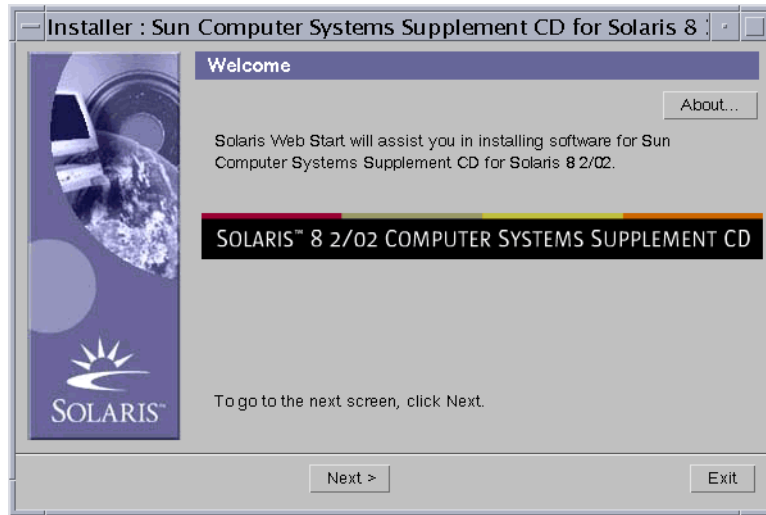 Installer : Sun Computer Systems Supplement CD for Solaris 8
Welcome
About...
Solaris Web Start will assist you in installing software for Sun
Computer Systems Supplement CD for Solaris 8 2/02.
SOLARIS™ 8 2/02 COMPUTER SYSTEMS SUPPLEMENT CD
To go to the next screen, click Next.
SOLARIS™
Next >
Exit